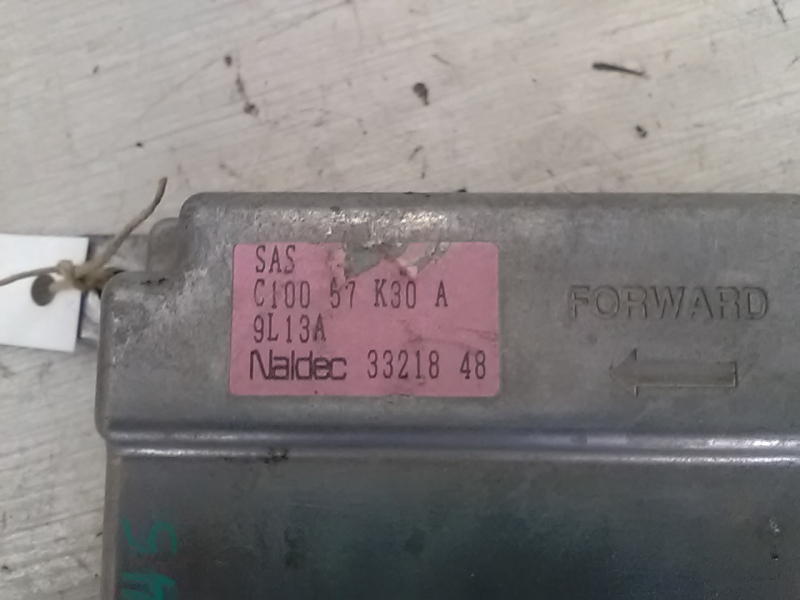 SAS
C100 57 K30 A
9L13A
Naldec 33218 48
FORWARD